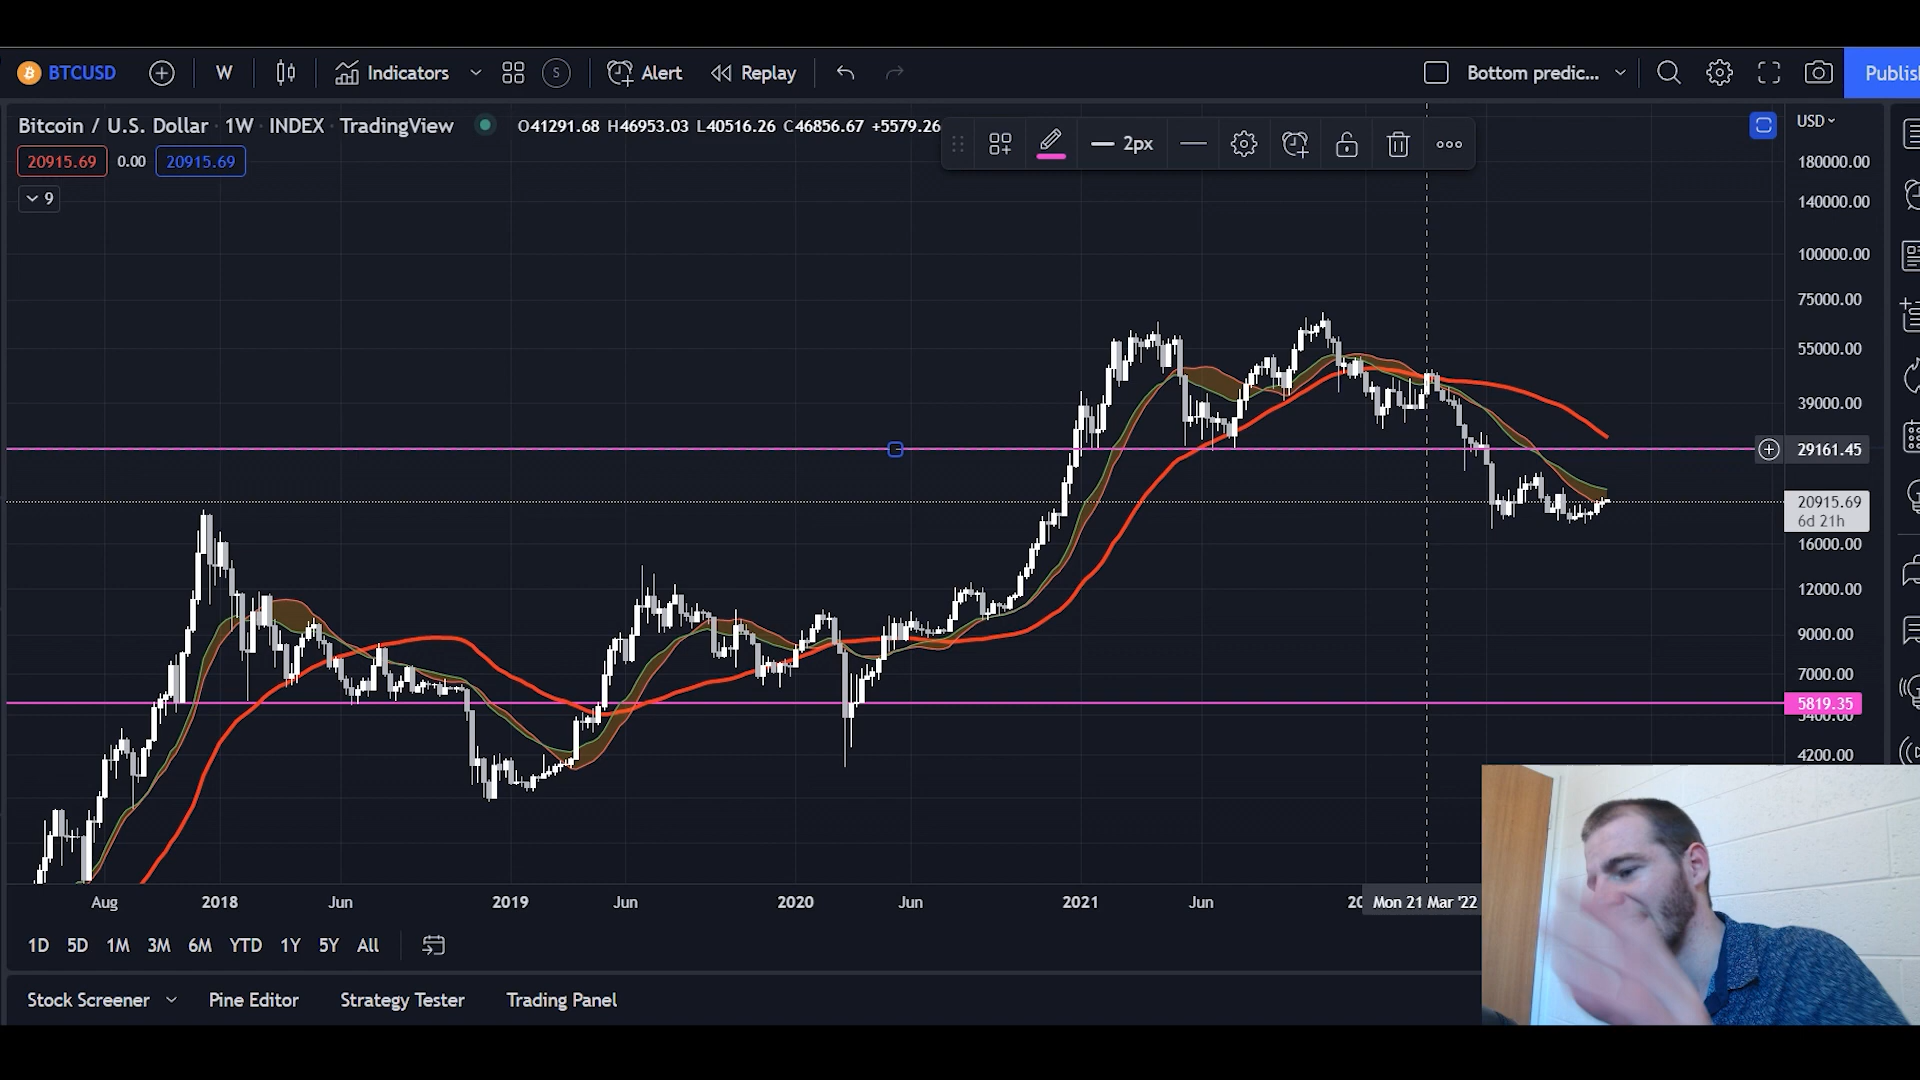 BTCUSD W Indicators S Alert Replay Bottom predic... Publis
Bitcoin / U.S. Dollar · 1W · INDEX · TradingView O41291.68 H46953.03 L40516.26 C46856.67 +5579.26
20915.69 0.00 20915.69
9
2px
USD
180000.00
140000.00
100000.00
75000.00
55000.00
39000.00
29161.45
20915.69
6d 21h
16000.00
12000.00
9000.00
7000.00
5819.35
5400.00
4200.00
Aug 2018 Jun 2019 Jun 2020 Jun 2021 Jun 20 Mon 21 Mar '22
1D 5D 1M 3M 6M YTD 1Y 5Y All
Stock Screener Pine Editor Strategy Tester Trading Panel